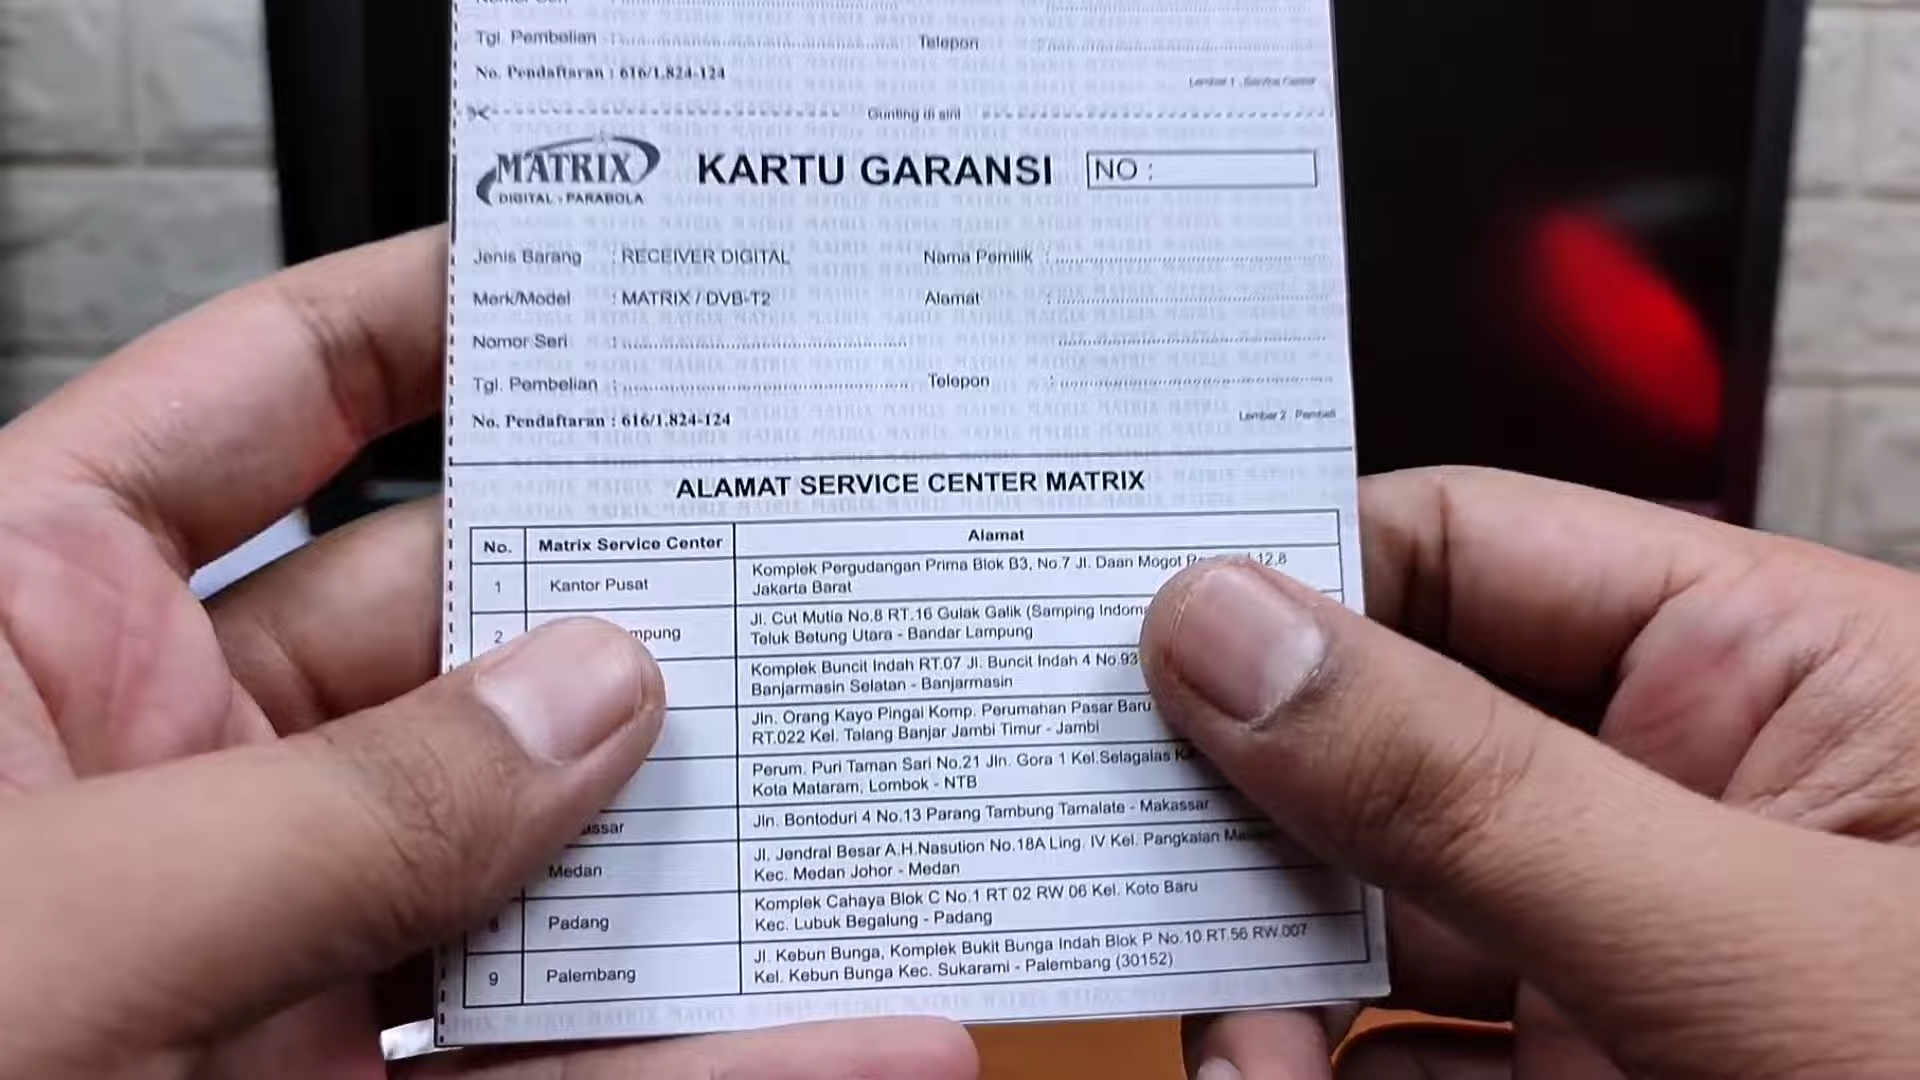 Tgl. Pembelian : Telepon :
No. Pendaftaran : 616/1.824-124
Lembar 1 : Service Center
Gunting di sini
MATRIX
DIGITAL - PARABOLA
KARTU GARANSI
NO :
Jenis Barang : RECEIVER DIGITAL
Nama Pemilik :
Merk/Model : MATRIX / DVB-T2
Alamat :
Nomor Seri :
Tgl. Pembelian :
Telepon :
No. Pendaftaran : 616/1.824-124
Lembar 2 : Pembeli
ALAMAT SERVICE CENTER MATRIX
No. Matrix Service Center Alamat
1 Kantor Pusat Komplek Pergudangan Prima Blok B3, No.7 Jl. Daan Mogot 12,8
Jakarta Barat
2 mpung Jl. Cut Mutia No.8 RT.16 Gulak Galik (Samping Indoma
Teluk Betung Utara - Bandar Lampung
Komplek Buncit Indah RT.07 Jl. Buncit Indah 4 No.93
Banjarmasin Selatan - Banjarmasin
Jln. Orang Kayo Pingai Komp. Perumahan Pasar Baru
RT.022 Kel. Talang Banjar Jambi Timur - Jambi
Perum. Puri Taman Sari No.21 Jln. Gora 1 Kel.Selagalas
Kota Mataram, Lombok - NTB
assar Jln. Bontoduri 4 No.13 Parang Tambung Tamalate - Makassar
Medan Jl. Jendral Besar A.H.Nasution No.18A Ling. IV Kel. Pangkalan
Kec. Medan Johor - Medan
8 Padang Komplek Cahaya Blok C No.1 RT 02 RW 06 Kel. Koto Baru
Kec. Lubuk Begalung - Padang
9 Palembang Jl. Kebun Bunga, Komplek Bukit Bunga Indah Blok P No.10 RT.56 RW.007
Kel. Kebun Bunga Kec. Sukarami - Palembang (30152)